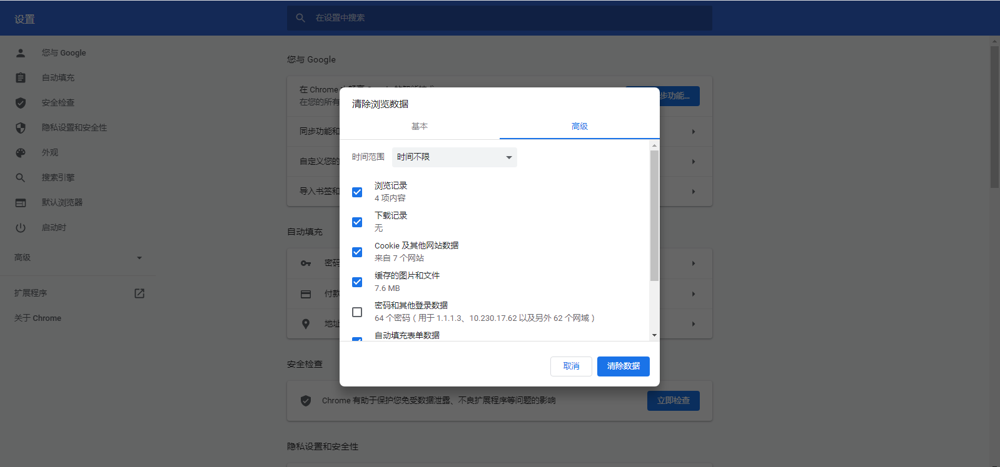 设置
在设置中搜索
您与 Google
自动填充
安全检查
隐私设置和安全性
外观
搜索引擎
默认浏览器
启动时
高级
扩展程序
关于 Chrome
您与 Google
在 Chrome
在您的所有
步功能...
同步功能和
自定义您的
导入书签和
自动填充
密码
付款
地址
安全检查
Chrome 有助于保护您免受数据泄露、不良扩展程序等问题的影响
立即检查
隐私设置和安全性
清除浏览数据
基本
高级
时间范围
时间不限
浏览记录
4 项内容
下载记录
无
Cookie 及其他网站数据
来自 7 个网站
缓存的图片和文件
7.6 MB
密码和其他登录数据
64 个密码（用于 1.1.1.3、10.230.17.62 以及另外 62 个网域）
自动填充表单数据
取消
清除数据